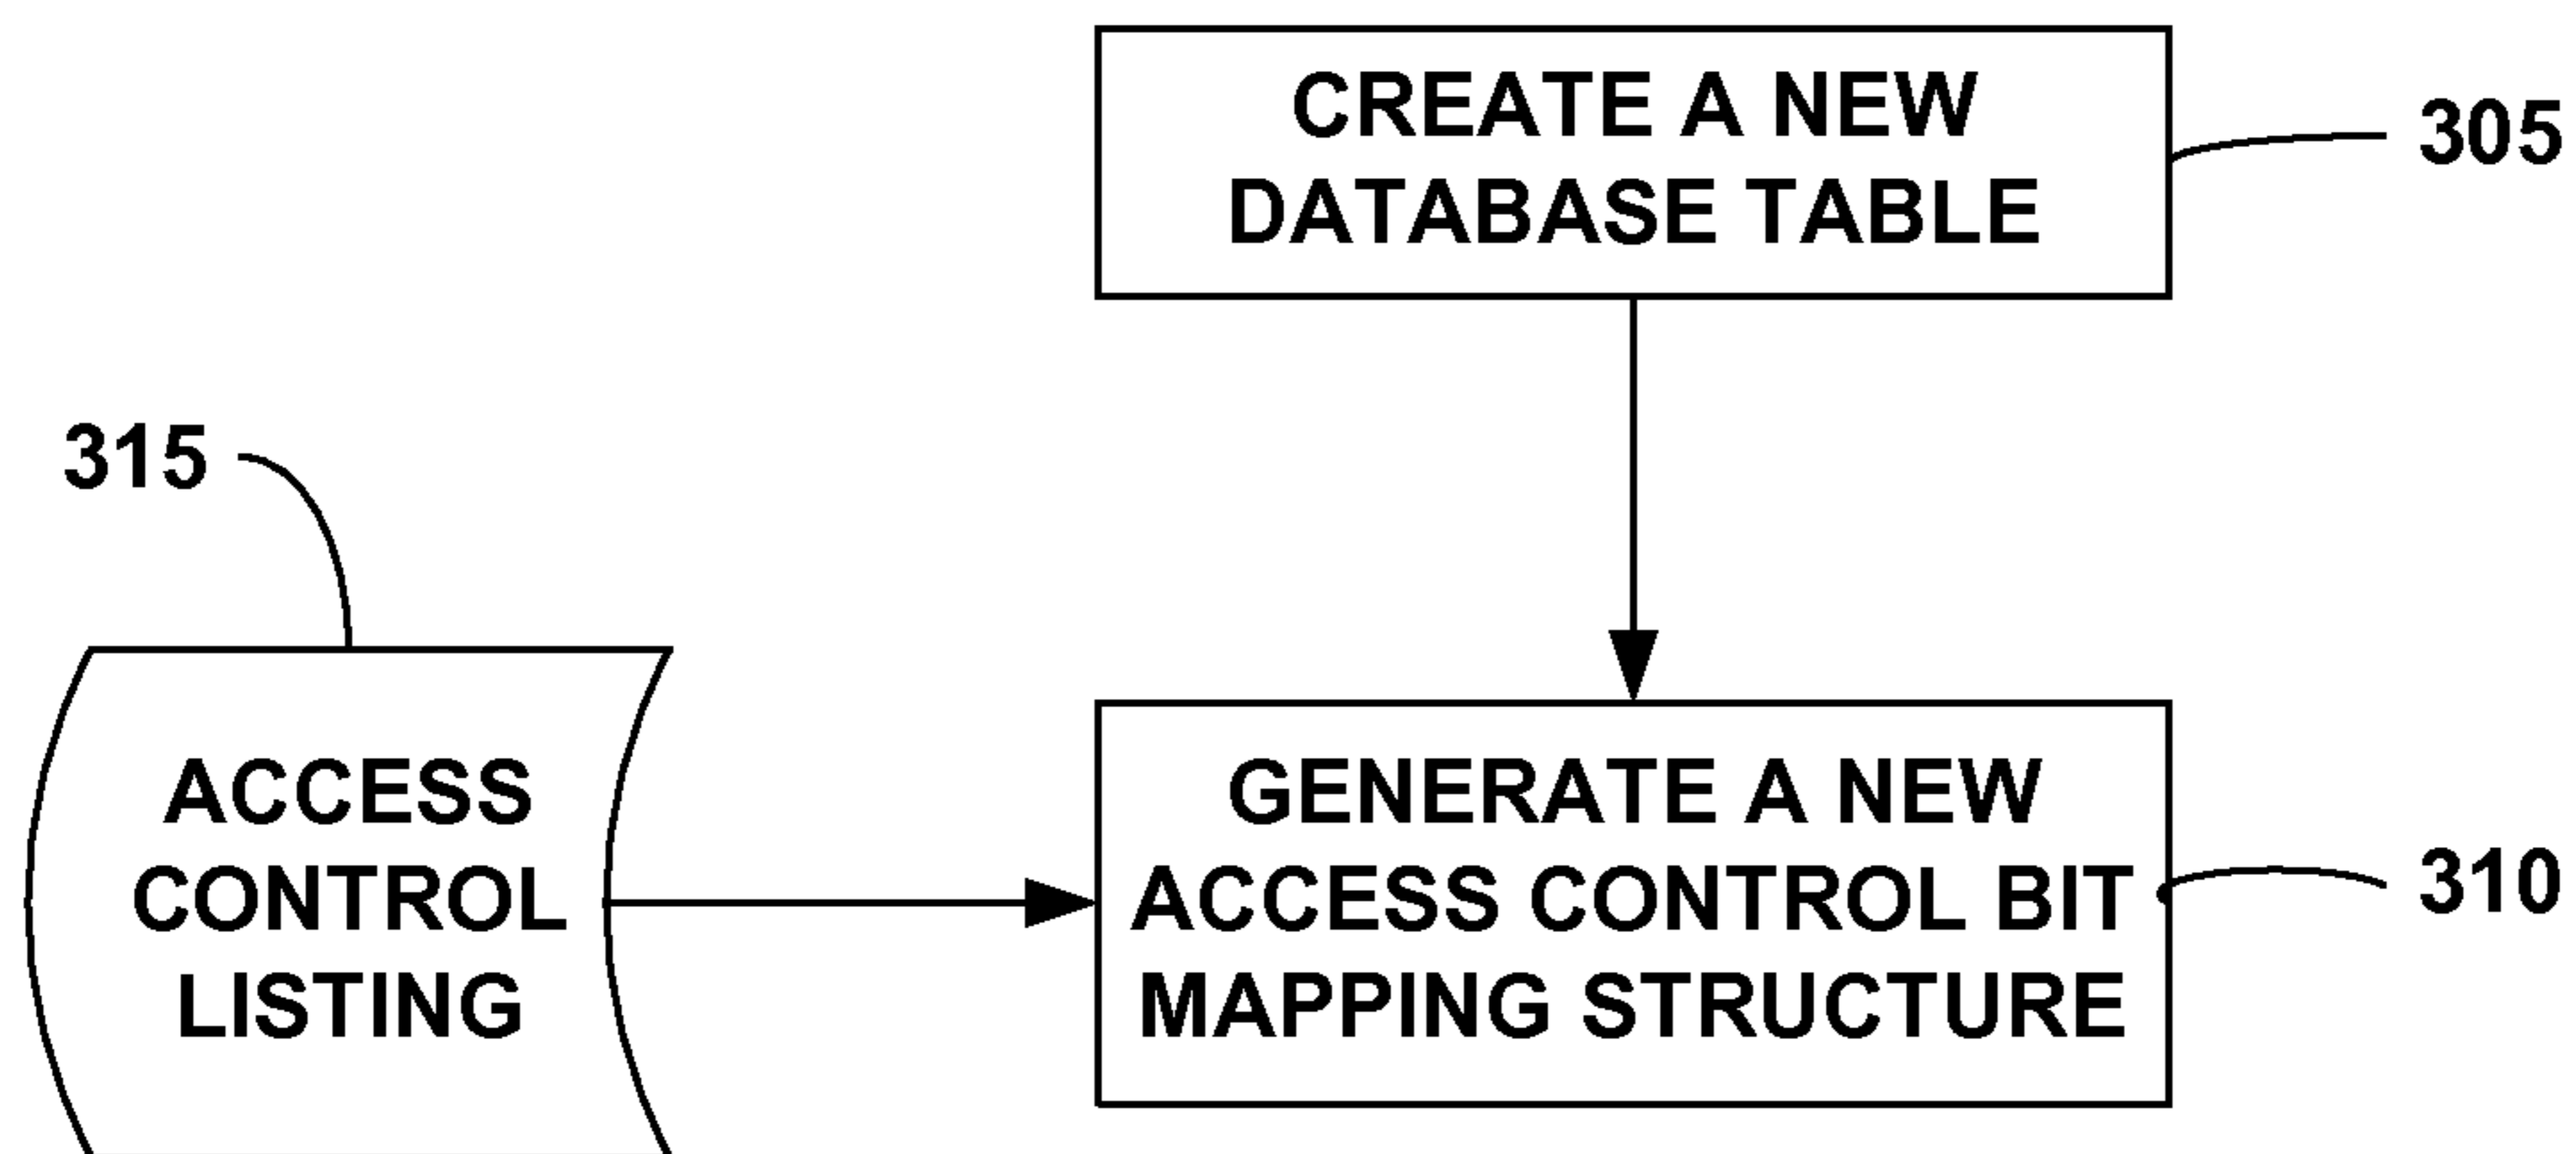 CREATE A NEW
DATABASE TABLE
305
315
ACCESS
CONTROL
LISTING
GENERATE A NEW
ACCESS CONTROL BIT
MAPPING STRUCTURE
310